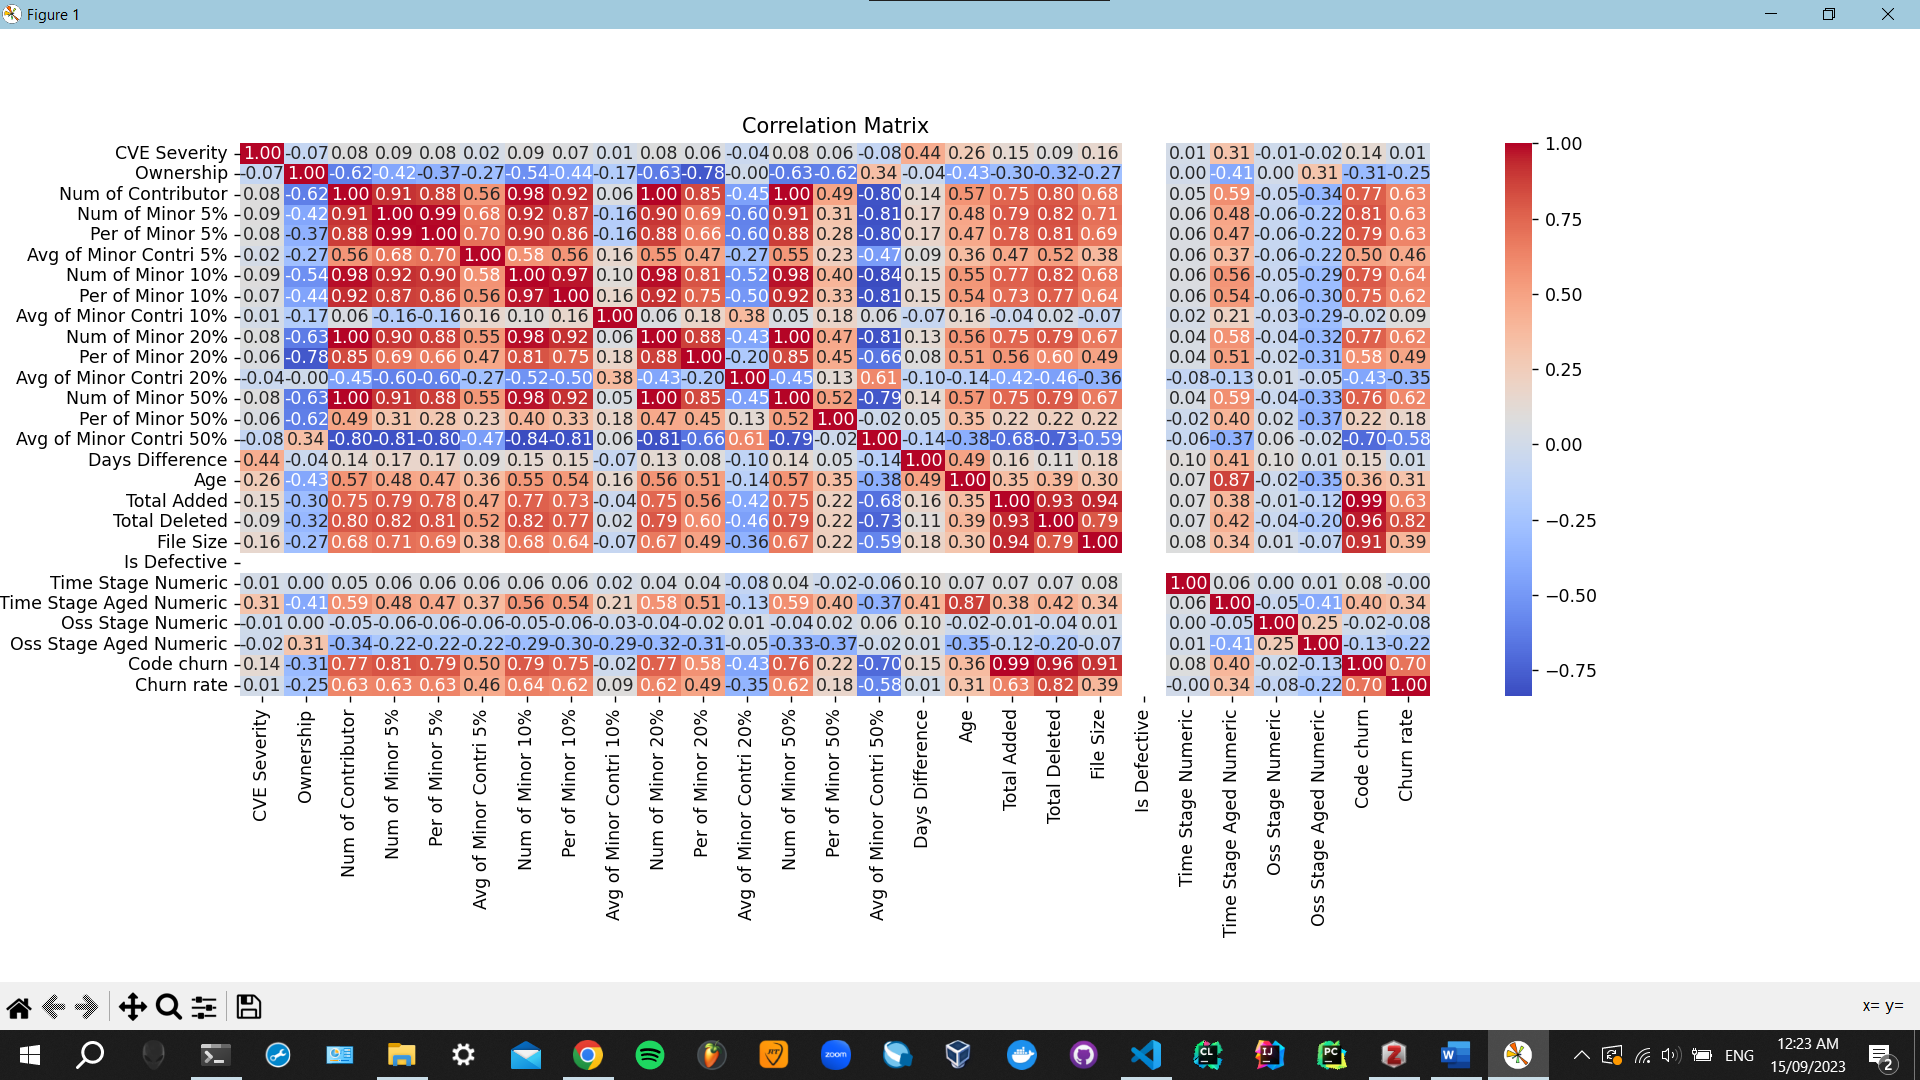 Figure 1
Correlation Matrix
CVE Severity 1.00 -0.07 0.08 0.09 0.08 0.02 0.09 0.07 0.01 0.08 0.06 -0.04 0.08 0.06 -0.08 0.44 0.26 0.15 0.09 0.16 0.01 0.31 -0.01 -0.02 0.14 0.01
Ownership -0.07 1.00 -0.62 -0.42 -0.37 -0.27 -0.54 -0.44 -0.17 -0.63 -0.78 -0.00 -0.63 -0.62 0.34 -0.04 -0.43 -0.30 -0.32 -0.27 0.00 -0.41 0.00 0.31 -0.31 -0.25
Num of Contributor 0.08 -0.62 1.00 0.91 0.88 0.56 0.98 0.92 0.06 1.00 0.85 -0.45 1.00 0.49 -0.80 0.14 0.57 0.75 0.80 0.68 0.05 0.59 -0.05 -0.34 0.77 0.63
Num of Minor 5% 0.09 -0.42 0.91 1.00 0.99 0.68 0.92 0.87 -0.16 0.90 0.69 -0.60 0.91 0.31 -0.81 0.17 0.48 0.79 0.82 0.71 0.06 0.48 -0.06 -0.22 0.81 0.63
Per of Minor 5% 0.08 -0.37 0.88 0.99 1.00 0.70 0.90 0.86 -0.16 0.88 0.66 -0.60 0.88 0.28 -0.80 0.17 0.47 0.78 0.81 0.69 0.06 0.47 -0.06 -0.22 0.79 0.63
Avg of Minor Contri 5% 0.02 -0.27 0.56 0.68 0.70 1.00 0.58 0.56 0.16 0.55 0.47 -0.27 0.55 0.23 -0.47 0.09 0.36 0.47 0.52 0.38 0.06 0.37 -0.06 -0.22 0.50 0.46
Num of Minor 10% 0.09 -0.54 0.98 0.92 0.90 0.58 1.00 0.97 0.10 0.98 0.81 -0.52 0.98 0.40 -0.84 0.15 0.55 0.77 0.82 0.68 0.06 0.56 -0.05 -0.29 0.79 0.64
Per of Minor 10% 0.07 -0.44 0.92 0.87 0.86 0.56 0.97 1.00 0.16 0.92 0.75 -0.50 0.92 0.33 -0.81 0.15 0.54 0.73 0.77 0.64 0.06 0.54 -0.06 -0.30 0.75 0.62
Avg of Minor Contri 10% 0.01 -0.17 0.06 -0.16 -0.16 0.16 0.10 0.16 1.00 0.06 0.18 0.38 0.05 0.18 0.06 -0.07 0.16 -0.04 0.02 -0.07 0.02 0.21 -0.03 -0.29 -0.02 0.09
Num of Minor 20% 0.08 -0.63 1.00 0.90 0.88 0.55 0.98 0.92 0.06 1.00 0.88 -0.43 1.00 0.47 -0.81 0.13 0.56 0.75 0.79 0.67 0.04 0.58 -0.04 -0.32 0.77 0.62
Per of Minor 20% 0.06 -0.78 0.85 0.69 0.66 0.47 0.81 0.75 0.18 0.88 1.00 -0.20 0.85 0.45 -0.66 0.08 0.51 0.56 0.60 0.49 0.04 0.51 -0.02 -0.31 0.58 0.49
Avg of Minor Contri 20% -0.04 -0.00 -0.45 -0.60 -0.60 -0.27 -0.52 -0.50 0.38 -0.43 -0.20 1.00 -0.45 0.13 0.61 -0.10 -0.14 -0.42 -0.46 -0.36 -0.08 -0.13 0.01 -0.05 -0.43 -0.35
Num of Minor 50% 0.08 -0.63 1.00 0.91 0.88 0.55 0.98 0.92 0.05 1.00 0.85 -0.45 1.00 0.52 -0.79 0.14 0.57 0.75 0.79 0.67 0.04 0.59 -0.04 -0.33 0.76 0.62
Per of Minor 50% 0.06 -0.62 0.49 0.31 0.28 0.23 0.40 0.33 0.18 0.47 0.45 0.13 0.52 1.00 -0.02 0.05 0.35 0.22 0.22 0.22 -0.02 0.40 0.02 -0.37 0.22 0.18
Avg of Minor Contri 50% -0.08 0.34 -0.80 -0.81 -0.80 -0.47 -0.84 -0.81 0.06 -0.81 -0.66 0.61 -0.79 -0.02 1.00 -0.14 -0.38 -0.68 -0.73 -0.59 -0.06 -0.37 0.06 -0.02 -0.70 -0.58
Days Difference 0.44 -0.04 0.14 0.17 0.17 0.09 0.15 0.15 -0.07 0.13 0.08 -0.10 0.14 0.05 -0.14 1.00 0.49 0.16 0.11 0.18 0.10 0.41 0.10 0.01 0.15 0.01
Age 0.26 -0.43 0.57 0.48 0.47 0.36 0.55 0.54 0.16 0.56 0.51 -0.14 0.57 0.35 -0.38 0.49 1.00 0.35 0.39 0.30 0.07 0.87 -0.02 -0.35 0.36 0.31
Total Added 0.15 -0.30 0.75 0.79 0.78 0.47 0.77 0.73 -0.04 0.75 0.56 -0.42 0.75 0.22 -0.68 0.16 0.35 1.00 0.93 0.94 0.07 0.38 -0.01 -0.12 0.99 0.63
Total Deleted 0.09 -0.32 0.80 0.82 0.81 0.52 0.82 0.77 0.02 0.79 0.60 -0.46 0.79 0.22 -0.73 0.11 0.39 0.93 1.00 0.79 0.07 0.42 -0.04 -0.20 0.96 0.82
File Size 0.16 -0.27 0.68 0.71 0.69 0.38 0.68 0.64 -0.07 0.67 0.49 -0.36 0.67 0.22 -0.59 0.18 0.30 0.94 0.79 1.00 0.08 0.34 0.01 -0.07 0.91 0.39
Is Defective
Time Stage Numeric 0.01 0.00 0.05 0.06 0.06 0.06 0.06 0.06 0.02 0.04 0.04 -0.08 0.04 -0.02 -0.06 0.10 0.07 0.07 0.07 0.08 1.00 0.06 0.00 0.01 0.08 -0.00
Time Stage Aged Numeric 0.31 -0.41 0.59 0.48 0.47 0.37 0.56 0.54 0.21 0.58 0.51 -0.13 0.59 0.40 -0.37 0.41 0.87 0.38 0.42 0.34 0.06 1.00 -0.05 -0.41 0.40 0.34
Oss Stage Numeric -0.01 0.00 -0.05 -0.06 -0.06 -0.06 -0.05 -0.06 -0.03 -0.04 -0.02 0.01 -0.04 0.02 0.06 0.10 -0.02 -0.01 -0.04 0.01 0.00 -0.05 1.00 0.25 -0.02 -0.08
Oss Stage Aged Numeric -0.02 0.31 -0.34 -0.22 -0.22 -0.22 -0.29 -0.30 -0.29 -0.32 -0.31 -0.05 -0.33 -0.37 -0.02 0.01 -0.35 -0.12 -0.20 -0.07 0.01 -0.41 0.25 1.00 -0.13 -0.22
Code churn 0.14 -0.31 0.77 0.81 0.79 0.50 0.79 0.75 -0.02 0.77 0.58 -0.43 0.76 0.22 -0.70 0.15 0.36 0.99 0.96 0.91 0.08 0.40 -0.02 -0.13 1.00 0.70
Churn rate 0.01 -0.25 0.63 0.63 0.63 0.46 0.64 0.62 0.09 0.62 0.49 -0.35 0.62 0.18 -0.58 0.01 0.31 0.63 0.82 0.39 -0.00 0.34 -0.08 -0.22 0.70 1.00
CVE Severity
Ownership
Num of Contributor
Num of Minor 5%
Per of Minor 5%
Avg of Minor Contri 5%
Num of Minor 10%
Per of Minor 10%
Avg of Minor Contri 10%
Num of Minor 20%
Per of Minor 20%
Avg of Minor Contri 20%
Num of Minor 50%
Per of Minor 50%
Avg of Minor Contri 50%
Days Difference
Age
Total Added
Total Deleted
File Size
Is Defective
Time Stage Numeric
Time Stage Aged Numeric
Oss Stage Numeric
Oss Stage Aged Numeric
Code churn
Churn rate
1.00
0.75
0.50
0.25
0.00
−0.25
−0.50
−0.75
x= y=
zoom
CL
IJ
PC
Z
W
ENG
12:23 AM
15/09/2023
2